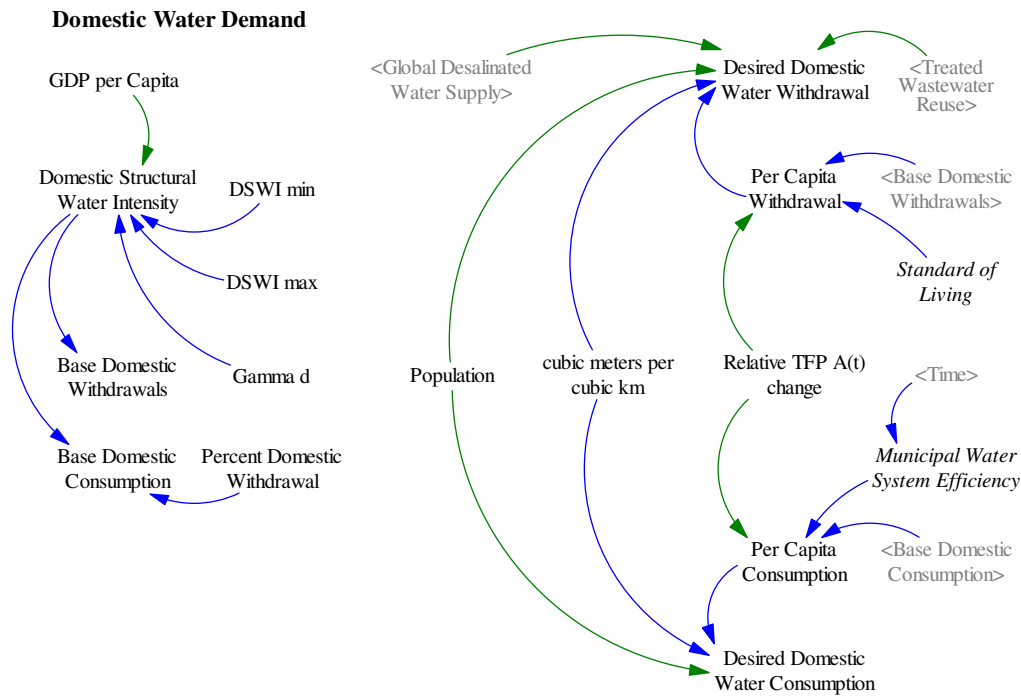 Domestic Water Demand
GDP per Capita
Domestic Structural
Water Intensity
DSWI min
DSWI max
Gamma d
Base Domestic
Withdrawals
Base Domestic
Consumption
Percent Domestic
Withdrawal
<Global Desalinated
Water Supply>
Desired Domestic
Water Withdrawal
<Treated
Wastewater
Reuse>
Per Capita
Withdrawal
<Base Domestic
Withdrawals>
Standard of
Living
Population
cubic meters per
cubic km
Relative TFP A(t)
change
<Time>
Municipal Water
System Efficiency
Per Capita
Consumption
<Base Domestic
Consumption>
Desired Domestic
Water Consumption